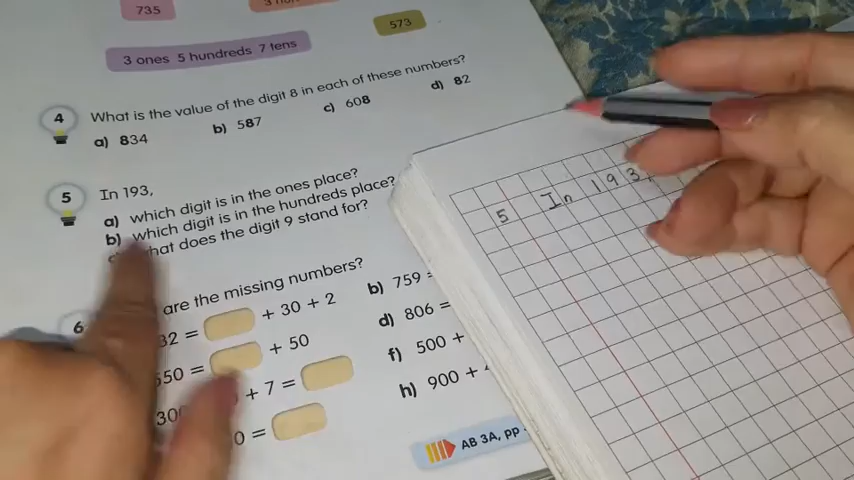 735
573
3 ones 5 hundreds 7 tens
4 What is the value of the digit 8 in each of these numbers?
a) 834 b) 587 c) 608 d) 82
5 In 193,
a) which digit is in the ones place?
b) which digit is in the hundreds place?
what does the digit 9 stand for?
6 are the missing numbers?
32 = + 30 + 2 b) 759 =
550 = + 50 d) 806 =
300 + 7 = f) 500 +
0 = h) 900 +
AB 3A, pp
5 In 193,